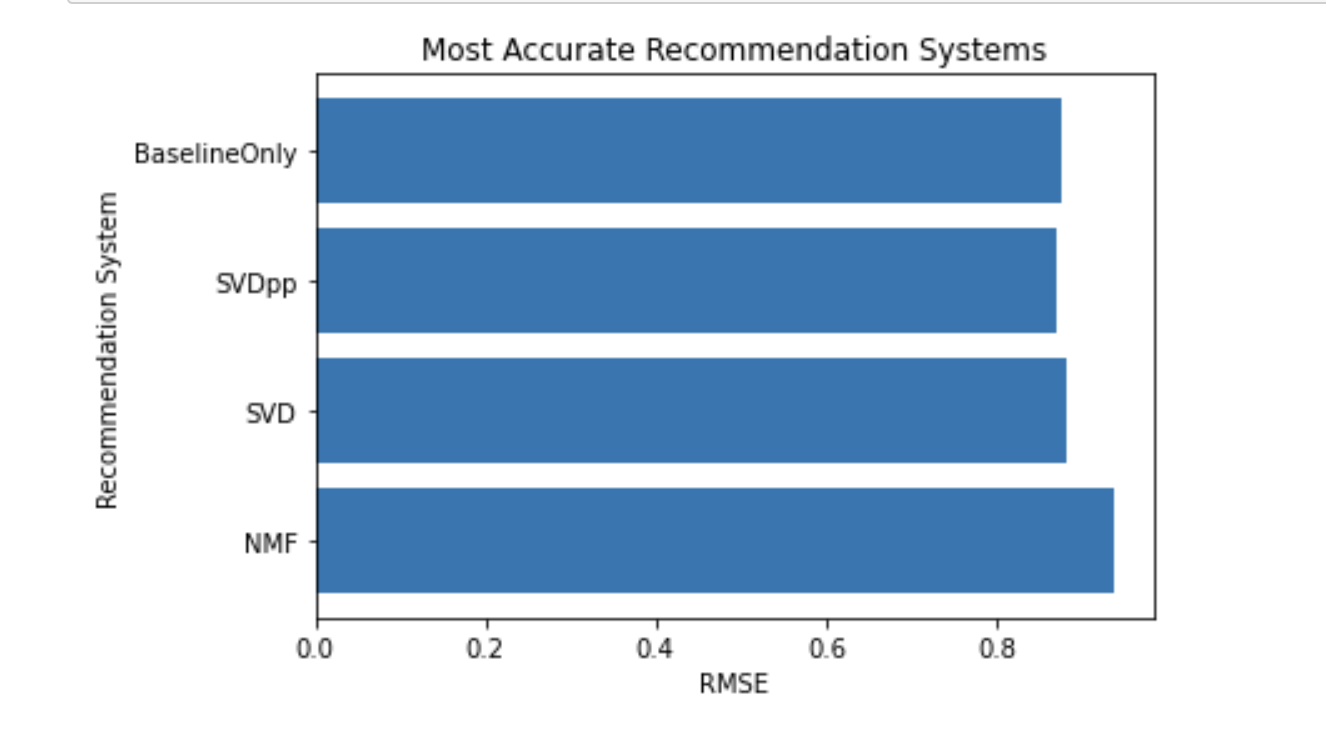 Most Accurate Recommendation Systems
Recommendation System
BaselineOnly
SVDpp
SVD
NMF
0.0 0.2 0.4 0.6 0.8
RMSE